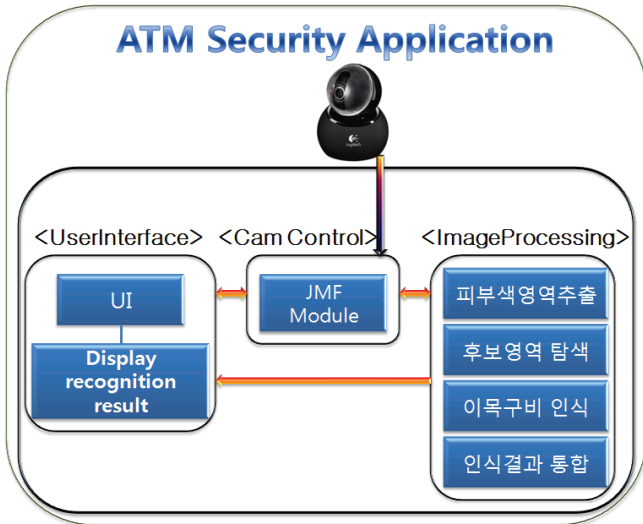 ATM Security Application
Logitech
<UserInterface>
<Cam Control>
<ImageProcessing>
UI
Display
recognition
result
JMF
Module
피부색영역추출
후보영역 탐색
이목구비 인식
인식결과 통합